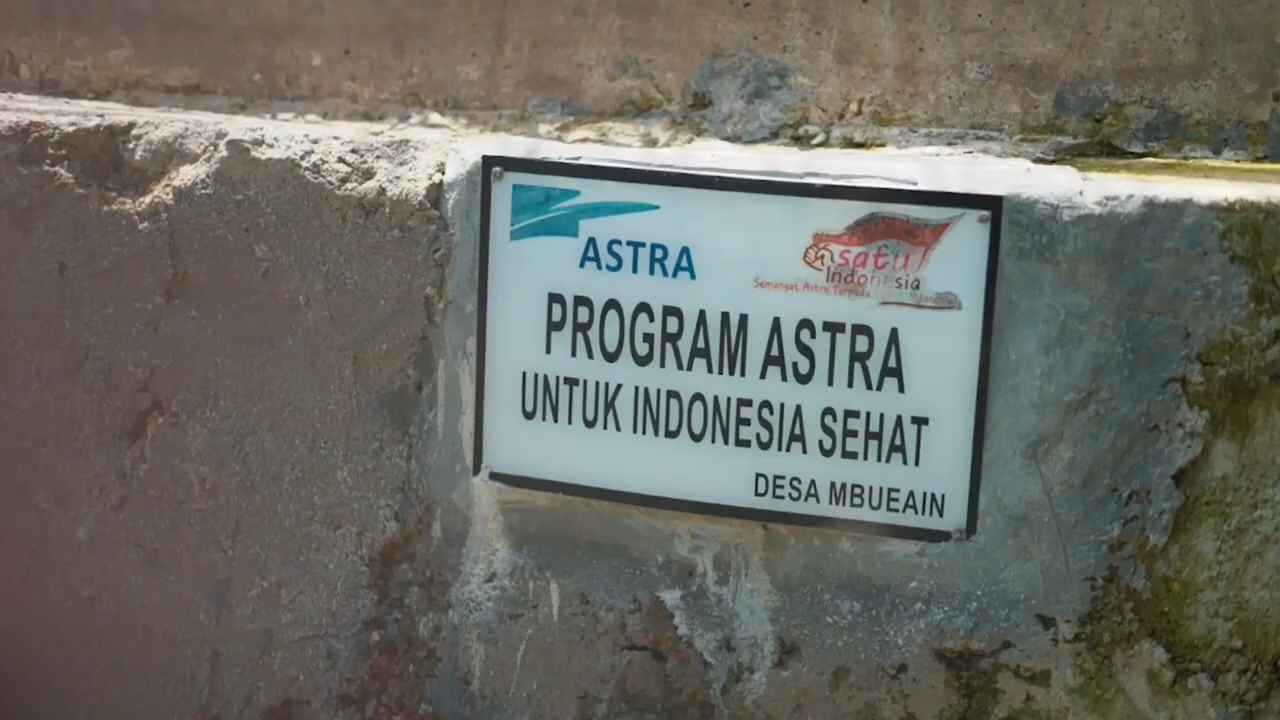 ASTRA
satu
Indonesia
Semangat Astra Terpadu
PROGRAM ASTRA
UNTUK INDONESIA SEHAT
DESA MBUEAIN